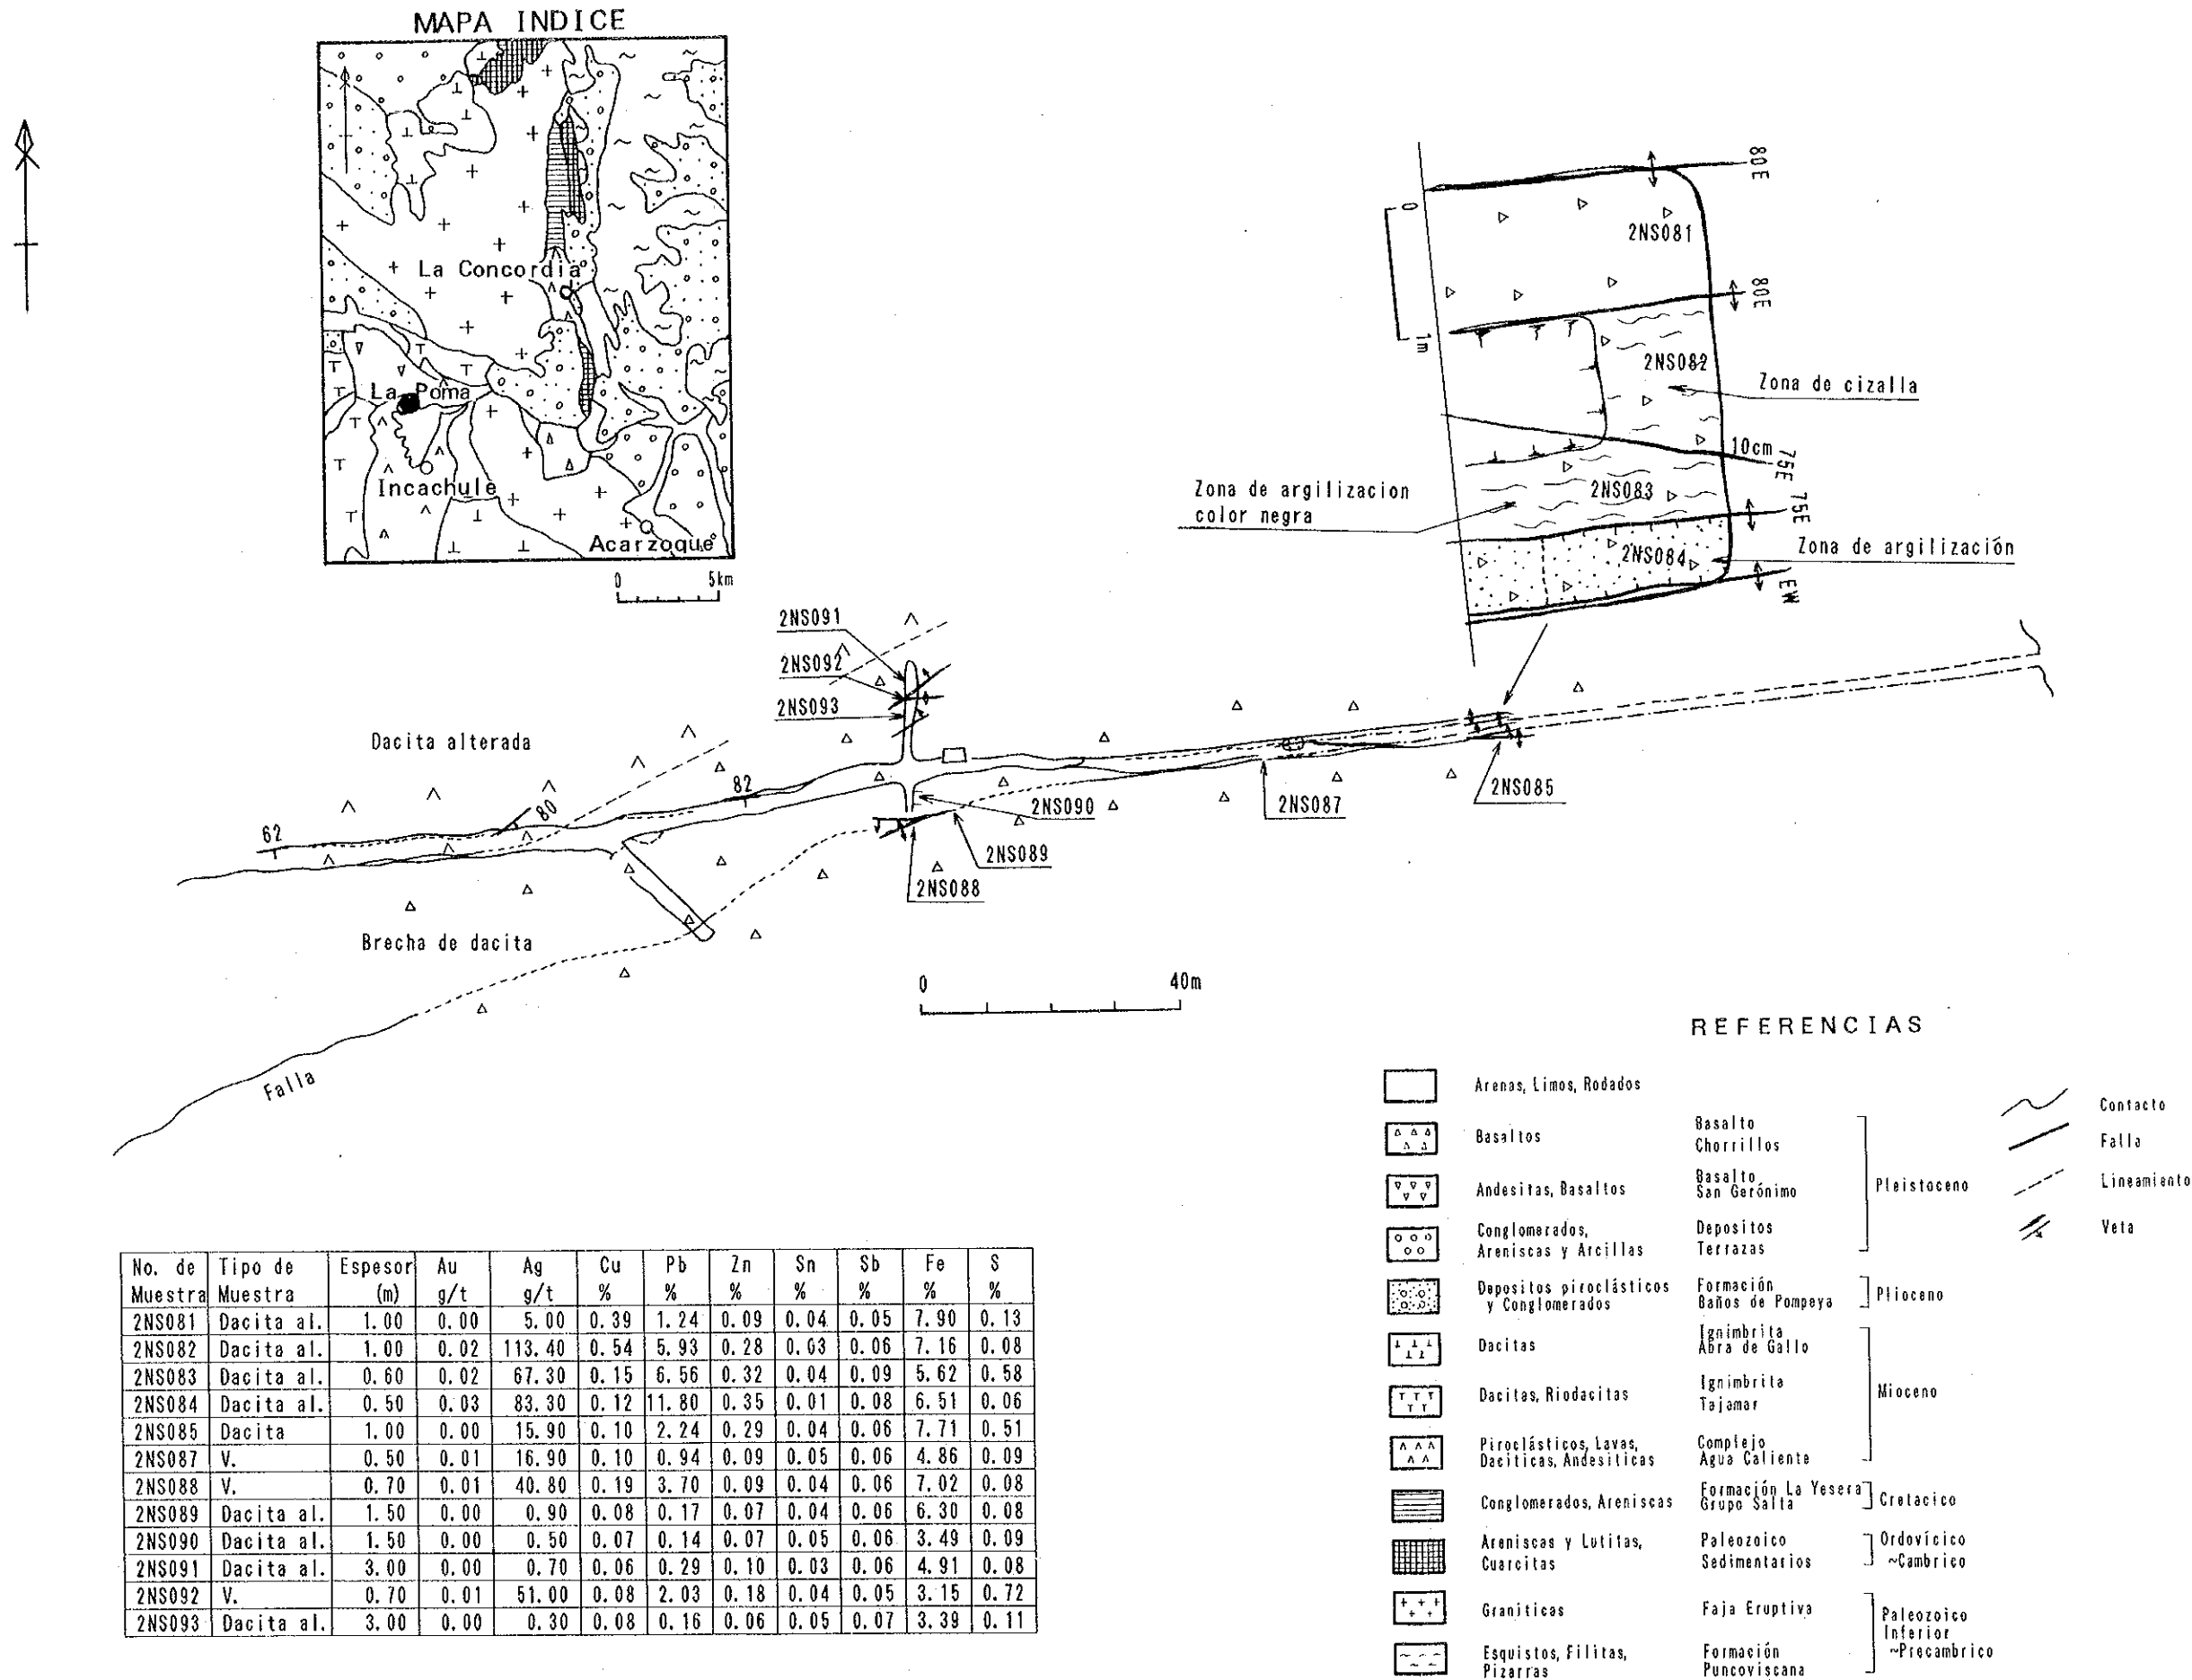 MAPA INDICE
La Concordia
La Poma
Incachule
Acarzoque
0 5km
80E
0
2NS081
80E
1m
2NS082
Zona de cizalla
10cm
75E
Zona de argilizacion
color negra
2NS083
75E
2NS084
Zona de argilización
EW
2NS091
2NS092
2NS093
Dacita alterada
82
80
62
2NS090
2NS087
2NS085
2NS089
2NS088
Brecha de dacita
0 40m
Falla
REFERENCIAS
Arenas, Limos, Rodados
Basaltos Basalto Chorrillos
Andesitas, Basaltos Basalto San Gerónimo Pleistoceno
Conglomerados, Depositos
Areniscas y Arcillas Terrazas
Depositos piroclásticos Formación
y Conglomerados Baños de Pompeya Plioceno
Dacitas Ignimbrita Abra de Gallo
Dacitas, Riodacitas Ignimbrita Tajamar Mioceno
Piroclásticos, Lavas, Complejo
Daciticas, Andesiticas Agua Caliente
Conglomerados, Areniscas Formación La Yesera Grupo Salta Cretacico
Areniscas y Lutitas, Paleozoico Ordovícico
Cuarcitas Sedimentarios ~Cambrico
Graniticas Faja Eruptiva Paleozoico Inferior ~Precambrico
Esquistos, Filitas, Formación
Pizarras Puncoviscana
Contacto
Falla
Lineamiento
Veta
No. de Tipo de Espesor Au Ag Cu Pb Zn Sn Sb Fe S
Muestra Muestra (m) g/t g/t % % % % % % %
2NS081 Dacita al. 1.00 0.00 5.00 0.39 1.24 0.09 0.04 0.05 7.90 0.13
2NS082 Dacita al. 1.00 0.02 113.40 0.54 5.93 0.28 0.03 0.06 7.16 0.08
2NS083 Dacita al. 0.60 0.02 67.30 0.15 6.56 0.32 0.04 0.09 5.62 0.58
2NS084 Dacita al. 0.50 0.03 83.30 0.12 11.80 0.35 0.01 0.08 6.51 0.06
2NS085 Dacita 1.00 0.00 15.90 0.10 2.24 0.29 0.04 0.06 7.71 0.51
2NS087 V. 0.50 0.01 16.90 0.10 0.94 0.09 0.05 0.06 4.86 0.09
2NS088 V. 0.70 0.01 40.80 0.19 3.70 0.09 0.04 0.06 7.02 0.08
2NS089 Dacita al. 1.50 0.00 0.90 0.08 0.17 0.07 0.04 0.06 6.30 0.08
2NS090 Dacita al. 1.50 0.00 0.50 0.07 0.14 0.07 0.05 0.06 3.49 0.09
2NS091 Dacita al. 3.00 0.00 0.70 0.06 0.29 0.10 0.03 0.06 4.91 0.08
2NS092 V. 0.70 0.01 51.00 0.08 2.03 0.18 0.04 0.05 3.15 0.72
2NS093 Dacita al. 3.00 0.00 0.30 0.08 0.16 0.06 0.05 0.07 3.39 0.11